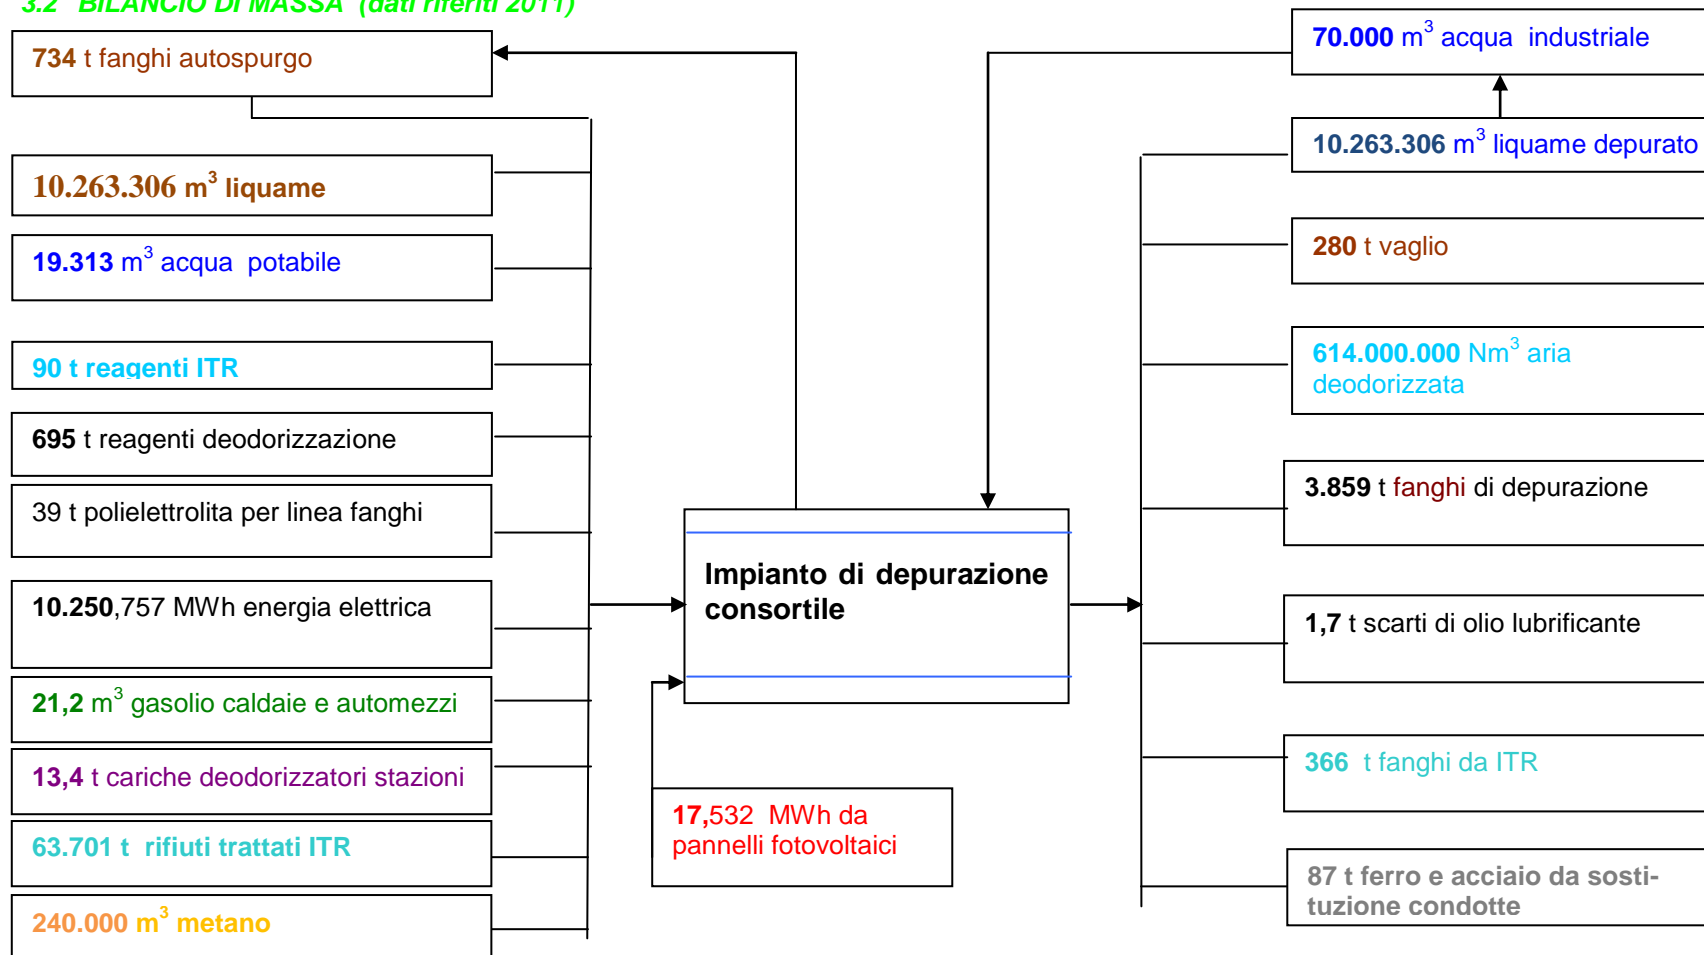 3.2 BILANCIO DI MASSA (dati riferiti 2011)
734 t fanghi autospurgo
10.263.306 m³ liquame
19.313 m³ acqua potabile
90 t reagenti ITR
695 t reagenti deodorizzazione
39 t polielettrolita per linea fanghi
10.250,757 MWh energia elettrica
21,2 m³ gasolio caldaie e automezzi
13,4 t cariche deodorizzatori stazioni
63.701 t rifiuti trattati ITR
240.000 m³ metano
Impianto di depurazione
consortile
17,532 MWh da
pannelli fotovoltaici
70.000 m³ acqua industriale
10.263.306 m³ liquame depurato
280 t vaglio
614.000.000 Nm³ aria
deodorizzata
3.859 t fanghi di depurazione
1,7 t scarti di olio lubrificante
366 t fanghi da ITR
87 t ferro e acciaio da sosti-
tuzione condotte